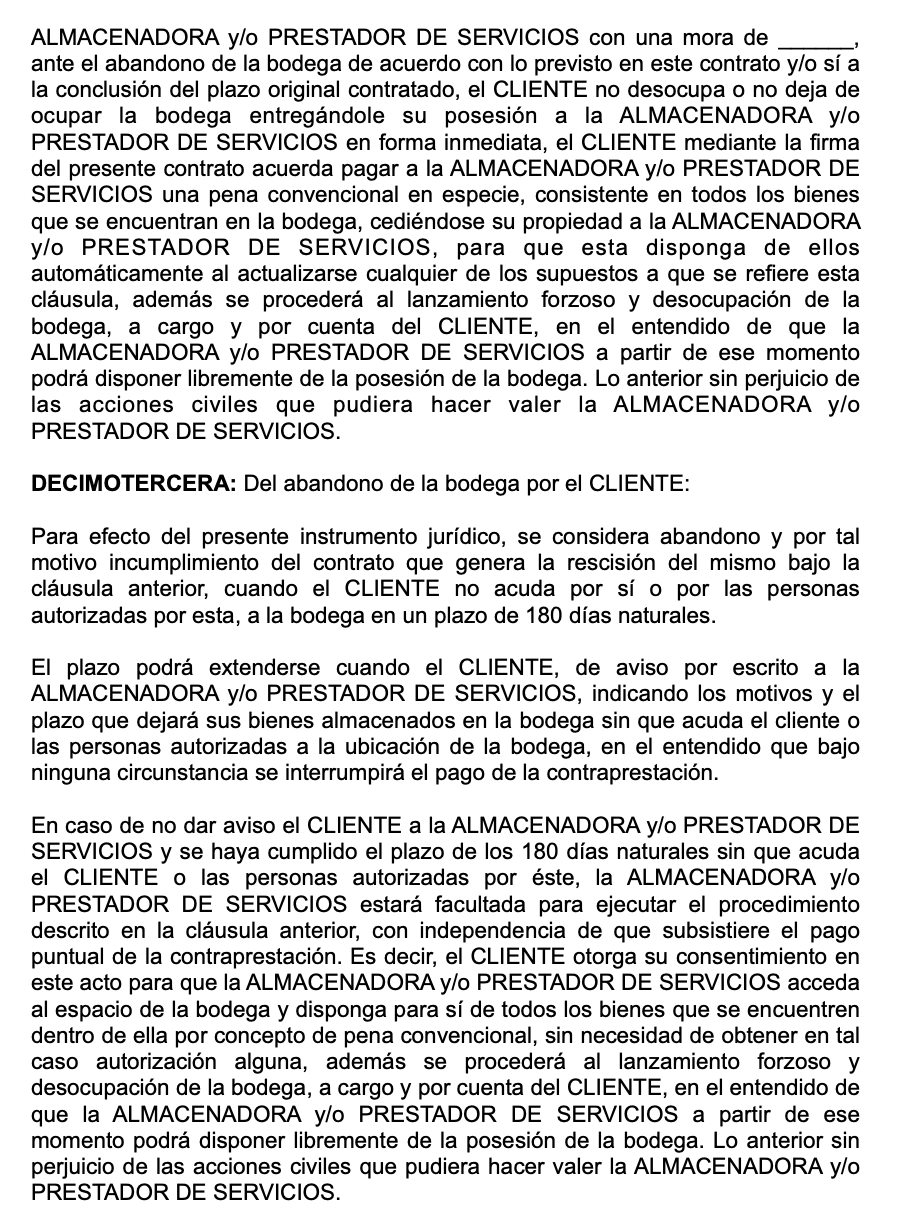 ALMACENADORA y/o PRESTADOR DE SERVICIOS con una mora de ______,
ante el abandono de la bodega de acuerdo con lo previsto en este contrato y/o sí a
la conclusión del plazo original contratado, el CLIENTE no desocupa o no deja de
ocupar la bodega entregándole su posesión a la ALMACENADORA y/o
PRESTADOR DE SERVICIOS en forma inmediata, el CLIENTE mediante la firma
del presente contrato acuerda pagar a la ALMACENADORA y/o PRESTADOR DE
SERVICIOS una pena convencional en especie, consistente en todos los bienes
que se encuentran en la bodega, cediéndose su propiedad a la ALMACENADORA
y/o PRESTADOR DE SERVICIOS, para que esta disponga de ellos
automáticamente al actualizarse cualquier de los supuestos a que se refiere esta
cláusula, además se procederá al lanzamiento forzoso y desocupación de la
bodega, a cargo y por cuenta del CLIENTE, en el entendido de que la
ALMACENADORA y/o PRESTADOR DE SERVICIOS a partir de ese momento
podrá disponer libremente de la posesión de la bodega. Lo anterior sin perjuicio de
las acciones civiles que pudiera hacer valer la ALMACENADORA y/o
PRESTADOR DE SERVICIOS.
DECIMOTERCERA: Del abandono de la bodega por el CLIENTE:
Para efecto del presente instrumento jurídico, se considera abandono y por tal
motivo incumplimiento del contrato que genera la rescisión del mismo bajo la
cláusula anterior, cuando el CLIENTE no acuda por sí o por las personas
autorizadas por esta, a la bodega en un plazo de 180 días naturales.
El plazo podrá extenderse cuando el CLIENTE, de aviso por escrito a la
ALMACENADORA y/o PRESTADOR DE SERVICIOS, indicando los motivos y el
plazo que dejará sus bienes almacenados en la bodega sin que acuda el cliente o
las personas autorizadas a la ubicación de la bodega, en el entendido que bajo
ninguna circunstancia se interrumpirá el pago de la contraprestación.
En caso de no dar aviso el CLIENTE a la ALMACENADORA y/o PRESTADOR DE
SERVICIOS y se haya cumplido el plazo de los 180 días naturales sin que acuda
el CLIENTE o las personas autorizadas por éste, la ALMACENADORA y/o
PRESTADOR DE SERVICIOS estará facultada para ejecutar el procedimiento
descrito en la cláusula anterior, con independencia de que subsistiere el pago
puntual de la contraprestación. Es decir, el CLIENTE otorga su consentimiento en
este acto para que la ALMACENADORA y/o PRESTADOR DE SERVICIOS acceda
al espacio de la bodega y disponga para sí de todos los bienes que se encuentren
dentro de ella por concepto de pena convencional, sin necesidad de obtener en tal
caso autorización alguna, además se procederá al lanzamiento forzoso y
desocupación de la bodega, a cargo y por cuenta del CLIENTE, en el entendido de
que la ALMACENADORA y/o PRESTADOR DE SERVICIOS a partir de ese
momento podrá disponer libremente de la posesión de la bodega. Lo anterior sin
perjuicio de las acciones civiles que pudiera hacer valer la ALMACENADORA y/o
PRESTADOR DE SERVICIOS.